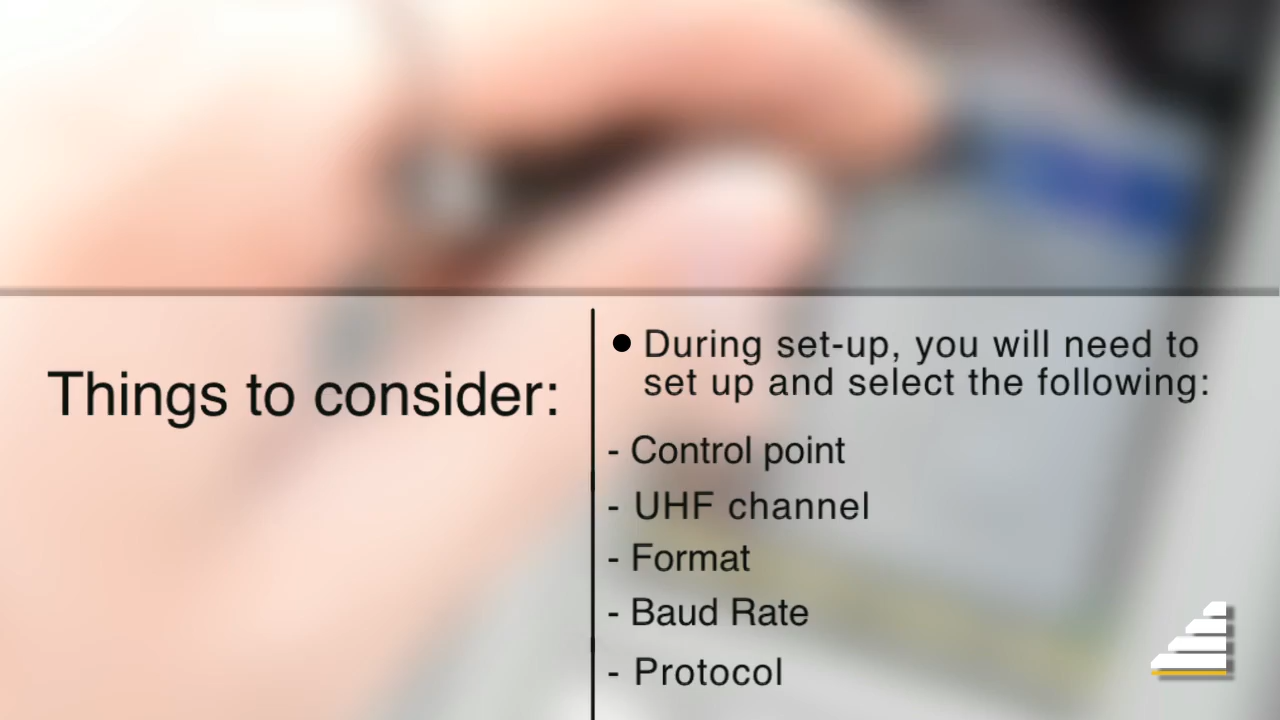 Things to consider:
● During set-up, you will need to
set up and select the following:
- Control point
- UHF channel
- Format
- Baud Rate
- Protocol